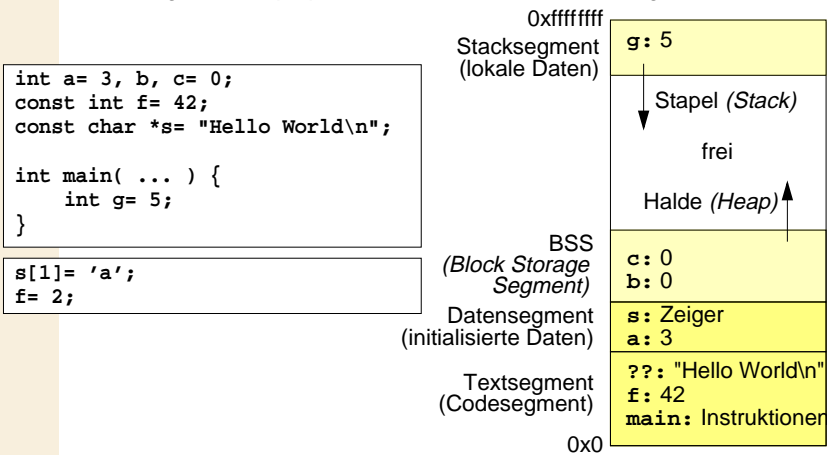 int a= 3, b, c= 0;
const int f= 42;
const char *s= "Hello World\n";
int main( ... ) {
int g= 5;
}
s[1]= ’a’;
f= 2;
0xffffffff
Stacksegment
(lokale Daten)
g: 5
Stapel (Stack)
frei
Halde (Heap)
BSS
(Block Storage
Segment)
c: 0
b: 0
Datensegment
(initialisierte Daten)
s: Zeiger
a: 3
Textsegment
(Codesegment)
??: "Hello World\n"
f: 42
main: Instruktionen
0x0